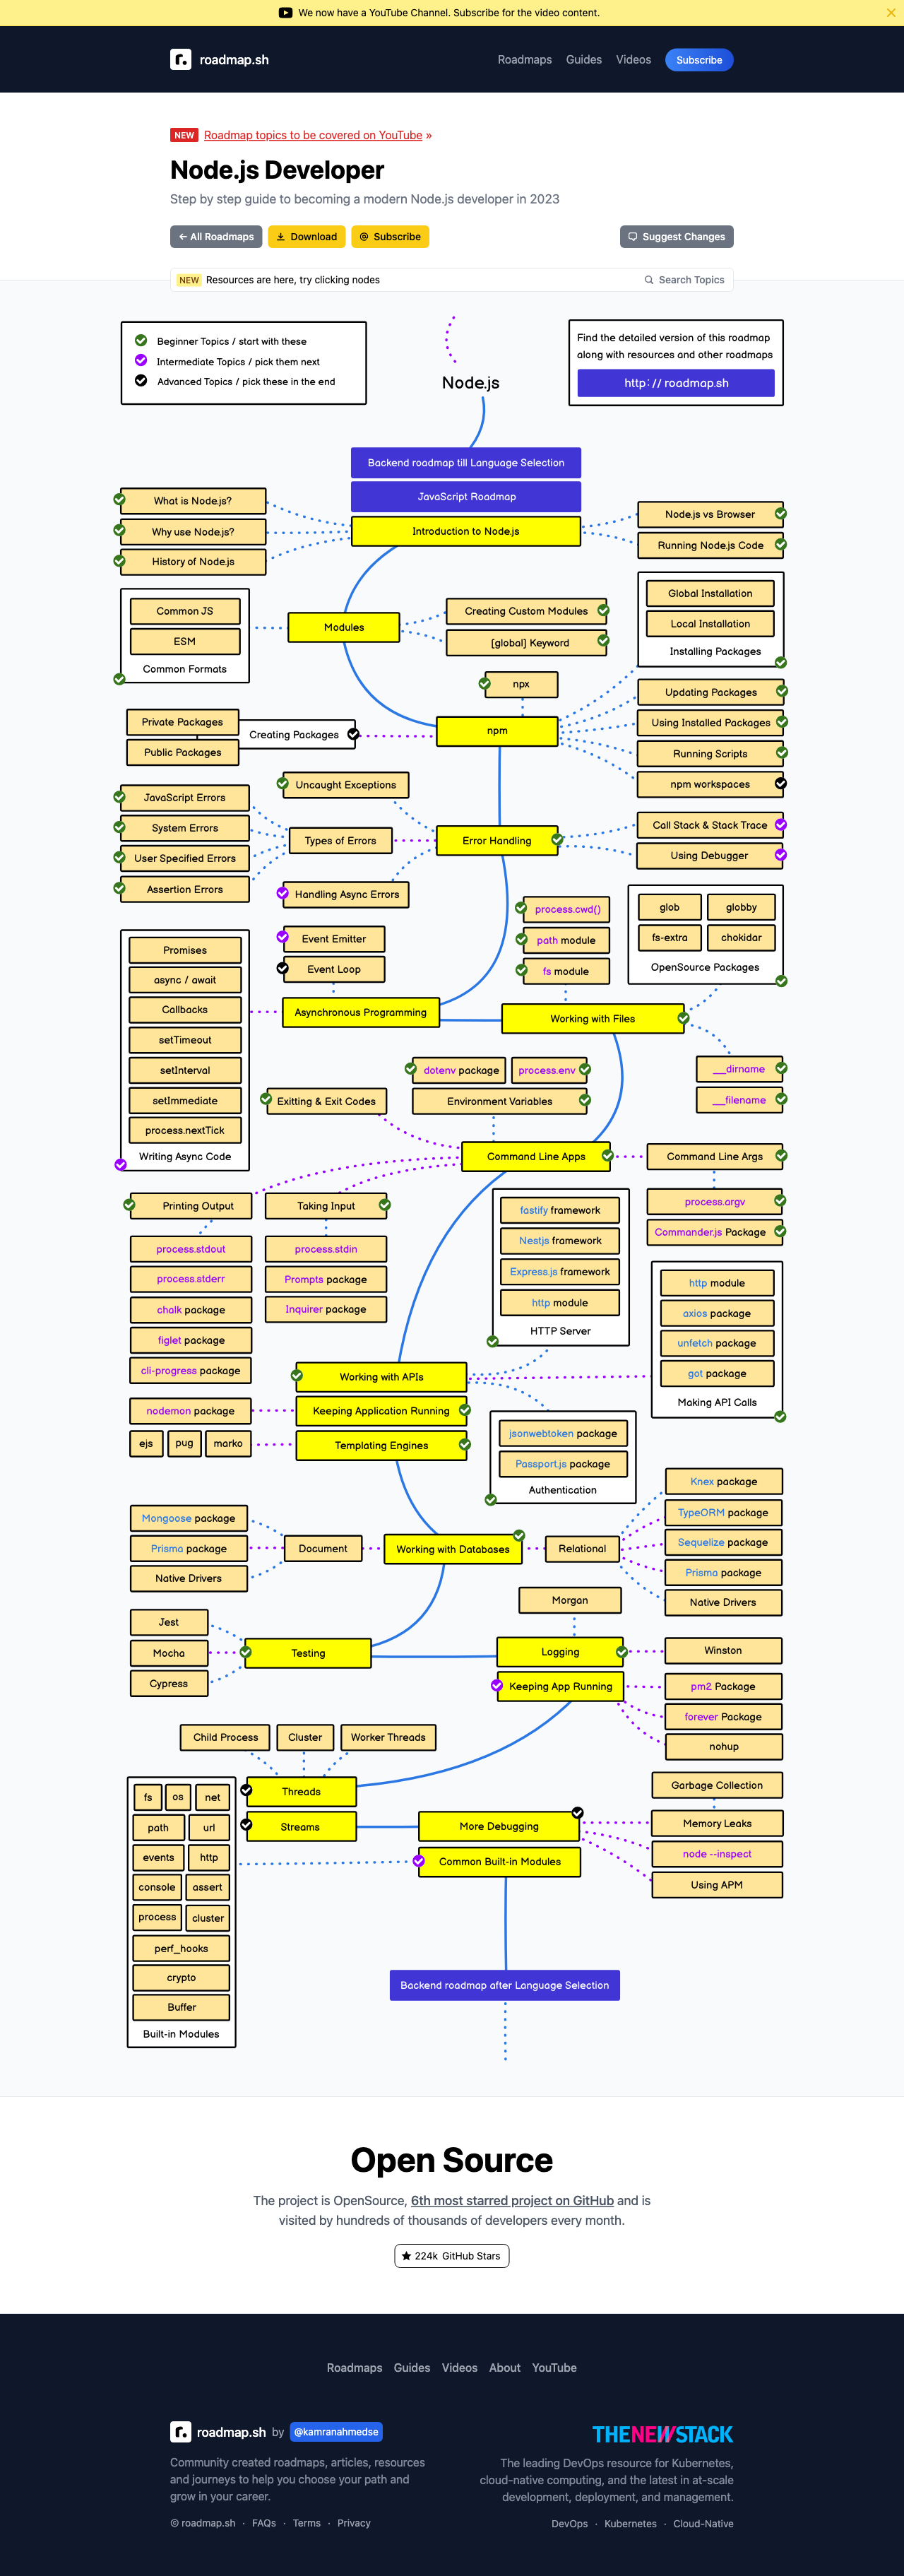 We now have a YouTube Channel. Subscribe for the video content.
roadmap.sh
Roadmaps
Guides
Videos
Subscribe
NEW
Roadmap topics to be covered on YouTube »
Node.js Developer
Step by step guide to becoming a modern Node.js developer in 2023
← All Roadmaps
Download
Subscribe
Suggest Changes
NEW
Resources are here, try clicking nodes
Search Topics
Beginner Topics / start with these
Intermediate Topics / pick them next
Advanced Topics / pick these in the end
Node.js
Find the detailed version of this roadmap
along with resources and other roadmaps
http://roadmap.sh
Backend roadmap till Language Selection
JavaScript Roadmap
Introduction to Node.js
What is Node.js?
Why use Node.js?
History of Node.js
Node.js vs Browser
Running Node.js Code
Common JS
ESM
Common Formats
Modules
Creating Custom Modules
[global] Keyword
Global Installation
Local Installation
Installing Packages
npx
Updating Packages
Using Installed Packages
Running Scripts
npm workspaces
npm
Private Packages
Public Packages
Creating Packages
JavaScript Errors
System Errors
User Specified Errors
Assertion Errors
Uncaught Exceptions
Types of Errors
Handling Async Errors
Error Handling
Call Stack & Stack Trace
Using Debugger
Event Emitter
Event Loop
process.cwd()
path module
fs module
glob
globby
fs-extra
chokidar
OpenSource Packages
Promises
async / await
Callbacks
setTimeout
setInterval
setImmediate
process.nextTick
Writing Async Code
Asynchronous Programming
Working with Files
___dirname
___filename
dotenv package
process.env
Exitting & Exit Codes
Environment Variables
Command Line Apps
Command Line Args
process.argv
Commander.js Package
Printing Output
process.stdout
process.stderr
chalk package
figlet package
cli-progress package
Taking Input
process.stdin
Prompts package
Inquirer package
fastify framework
Nestjs framework
Express.js framework
http module
HTTP Server
http module
axios package
unfetch package
got package
Making API Calls
Working with APIs
Keeping Application Running
Templating Engines
nodemon package
ejs
pug
marko
jsonwebtoken package
Passport.js package
Authentication
Knex package
TypeORM package
Sequelize package
Prisma package
Native Drivers
Mongoose package
Prisma package
Native Drivers
Document
Working with Databases
Relational
Morgan
Jest
Mocha
Cypress
Testing
Logging
Keeping App Running
Winston
pm2 Package
forever Package
nohup
Child Process
Cluster
Worker Threads
Threads
Streams
More Debugging
Common Built-in Modules
Garbage Collection
Memory Leaks
node --inspect
Using APM
fs
os
net
path
url
events
http
console
assert
process
cluster
perf_hooks
crypto
Buffer
Built-in Modules
Backend roadmap after Language Selection
Open Source
The project is OpenSource, 6th most starred project on GitHub and is
visited by hundreds of thousands of developers every month.
224k GitHub Stars
Roadmaps
Guides
Videos
About
YouTube
roadmap.sh by @kamranahmedse
Community created roadmaps, articles, resources
and journeys to help you choose your path and
grow in your career.
© roadmap.sh · FAQs · Terms · Privacy
THENEWSTACK
The leading DevOps resource for Kubernetes,
cloud-native computing, and the latest in at-scale
development, deployment, and management.
DevOps · Kubernetes · Cloud-Native